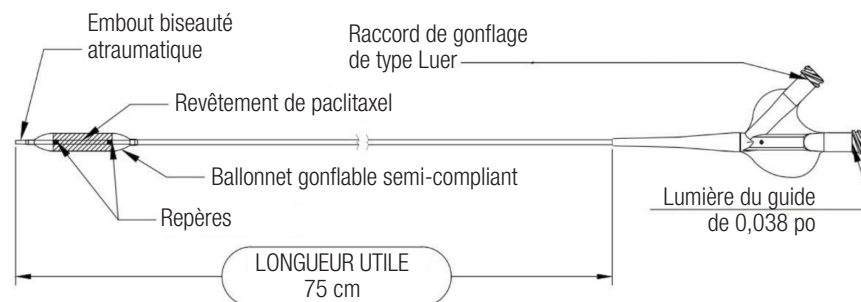 Embout biseauté
atraumatique
Raccord de gonflage
de type Luer
Revêtement de paclitaxel
Ballonnet gonflable semi-compliant
Repères
Lumière du guide
de 0,038 po
LONGUEUR UTILE
75 cm